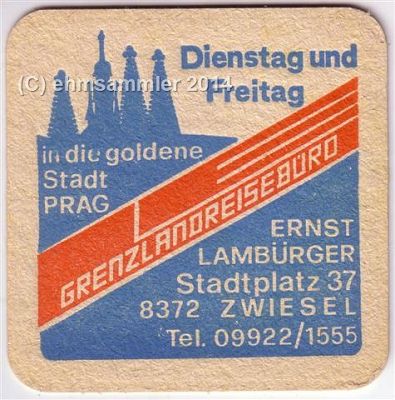 Dienstag und
Freitag
(C) ehmsammler 2014
in die goldene
Stadt
PRAG
GRENZLANDREISEBÜRO
ERNST
LAMBÜRGER
Stadtplatz 37
8372 ZWIESEL
Tel. 09922/1555